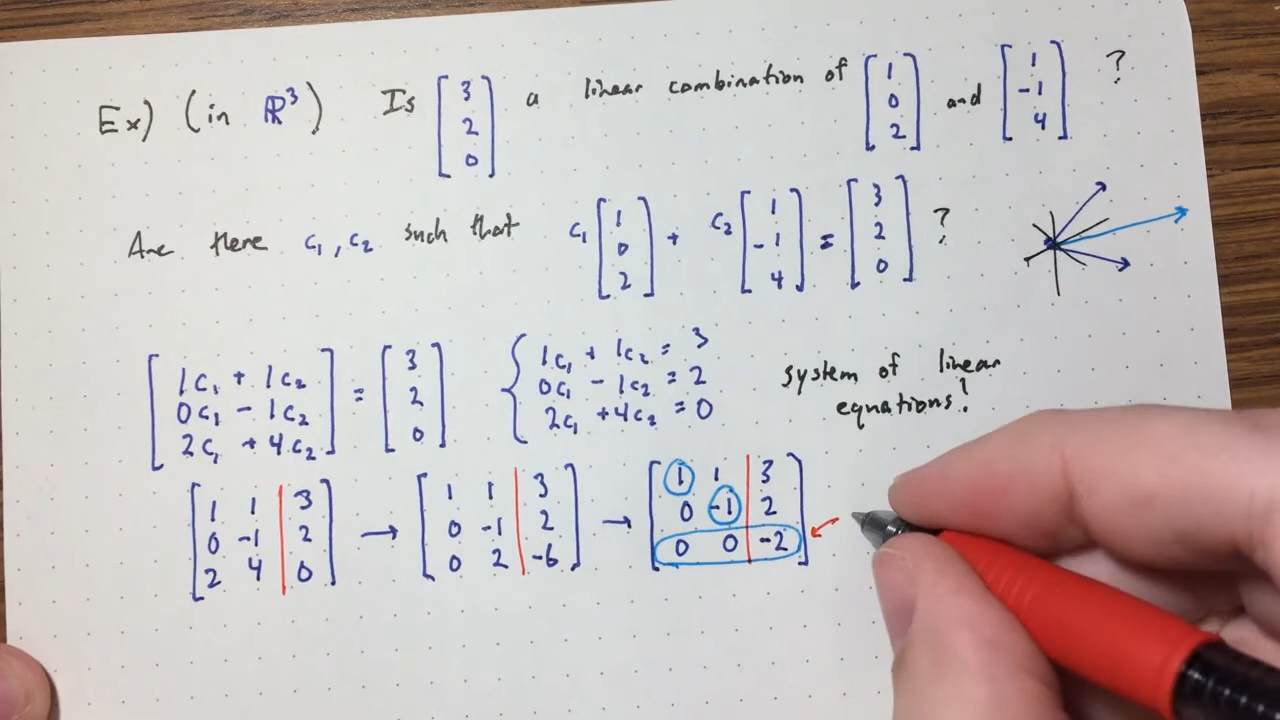 Ex) (in ℝ³) Is [3 2 0] a linear combination of [1 0 2] and [1 -1 4] ?
Are there c₁, c₂ such that c₁ [1 0 2] + c₂ [1 -1 4] = [3 2 0] ?
[1c₁ + 1c₂
0c₁ - 1c₂
2c₁ + 4c₂] = [3 2 0]
{ 1c₁ + 1c₂ = 3
0c₁ - 1c₂ = 2
2c₁ + 4c₂ = 0
system of linear
equations!
[1 1 | 3
0 -1 | 2
2 4 | 0]
→
[1 1 | 3
0 -1 | 2
0 2 | -6]
→
[1 1 | 3
0 -1 | 2
0 0 | -2]